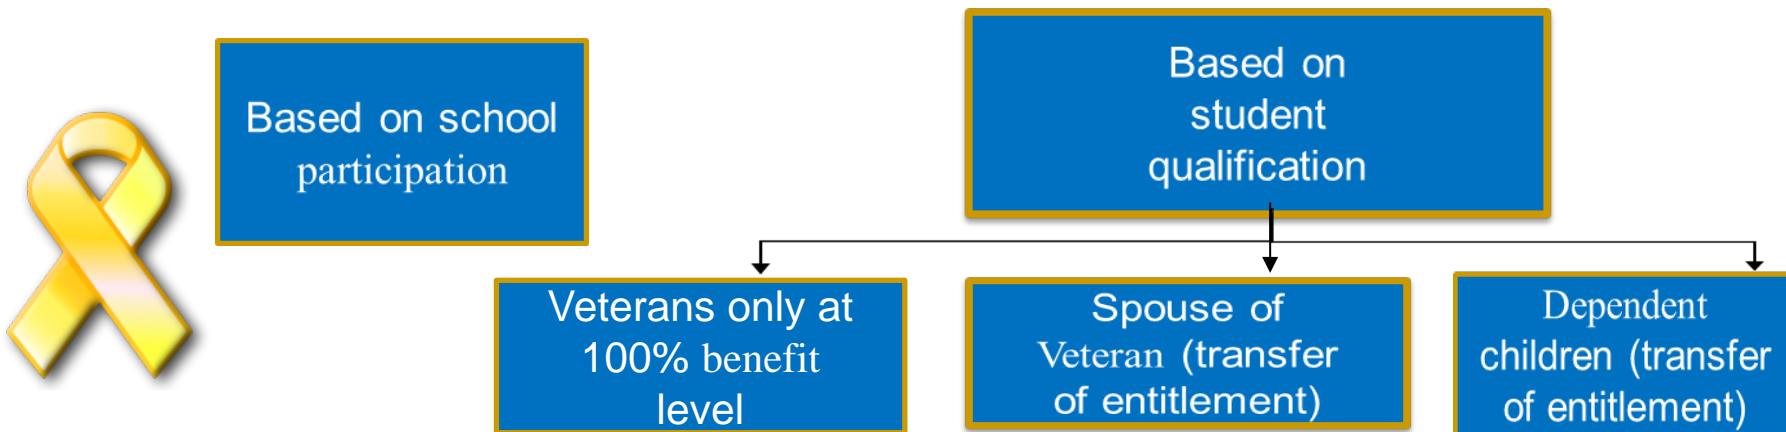 Based on school
participation
Based on
student
qualification
Veterans only at
100% benefit
level
Spouse of
Veteran (transfer
of entitlement)
Dependent
children (transfer
of entitlement)